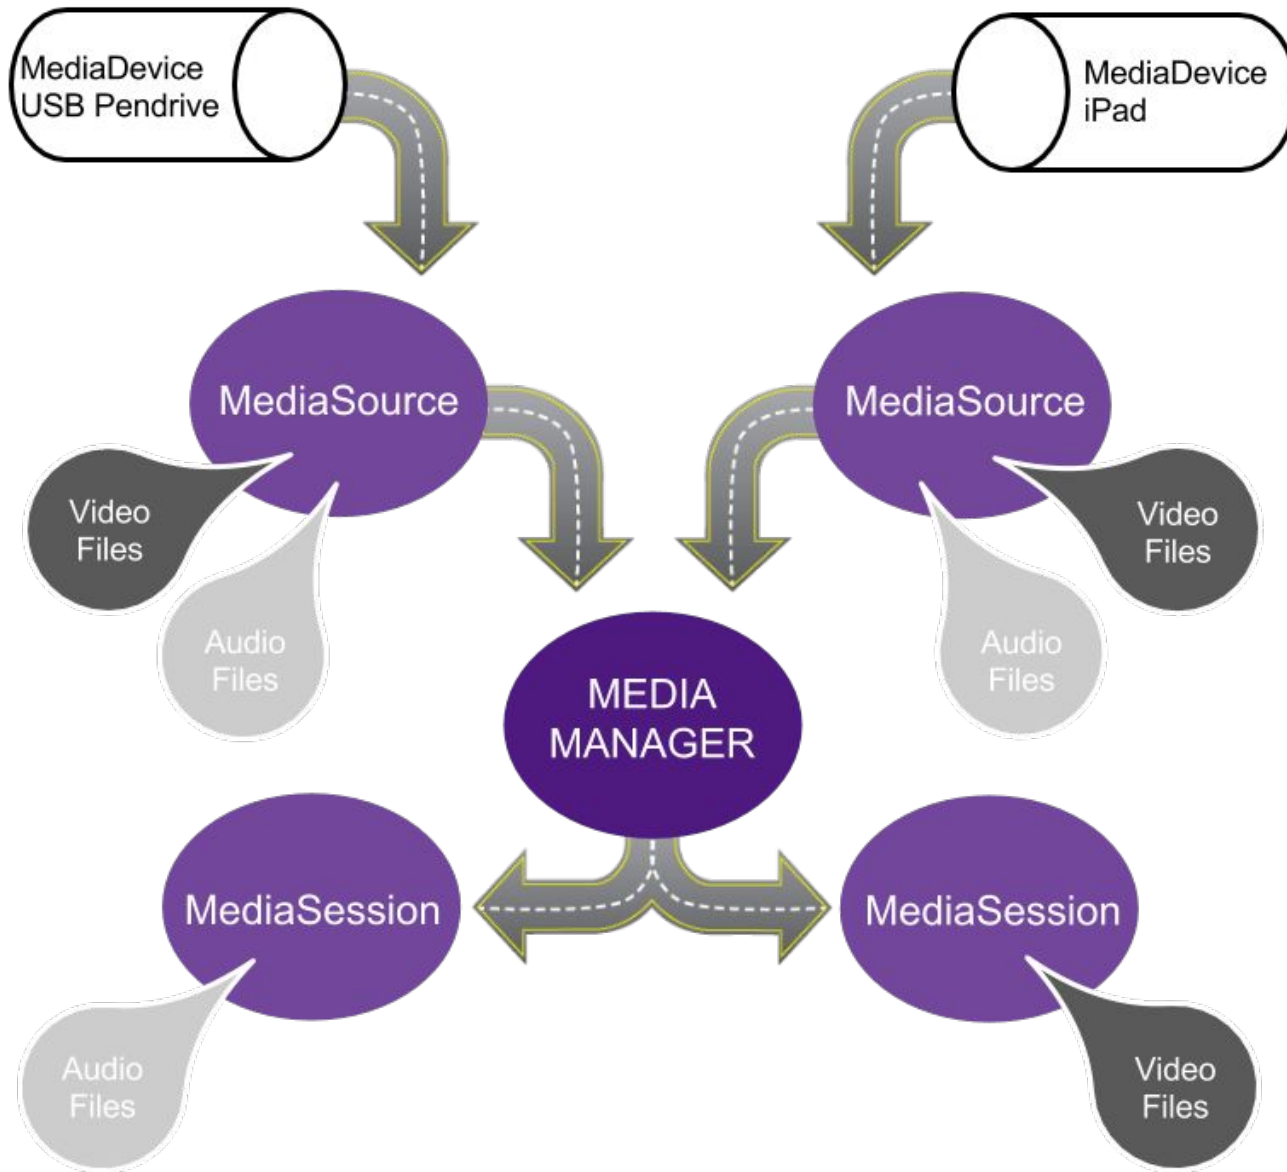 MediaDevice
USB Pendrive
MediaDevice
iPad
MediaSource
MediaSource
Video
Files
Audio
Files
Video
Files
Audio
Files
MEDIA
MANAGER
MediaSession
MediaSession
Audio
Files
Video
Files